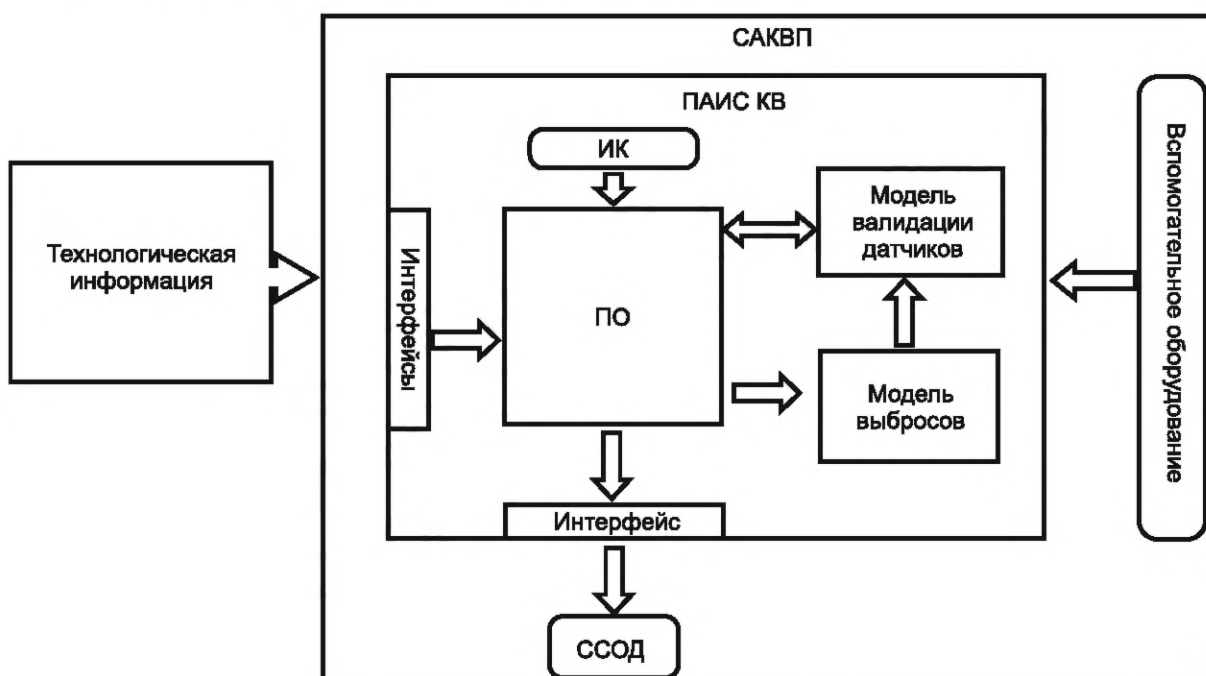 САКВП
ПАИС КВ
ИК
Технологическая
информация
Интерфейсы
ПО
Модель
валидации
датчиков
Модель
выбросов
Вспомогательное оборудование
Интерфейс
ССОД